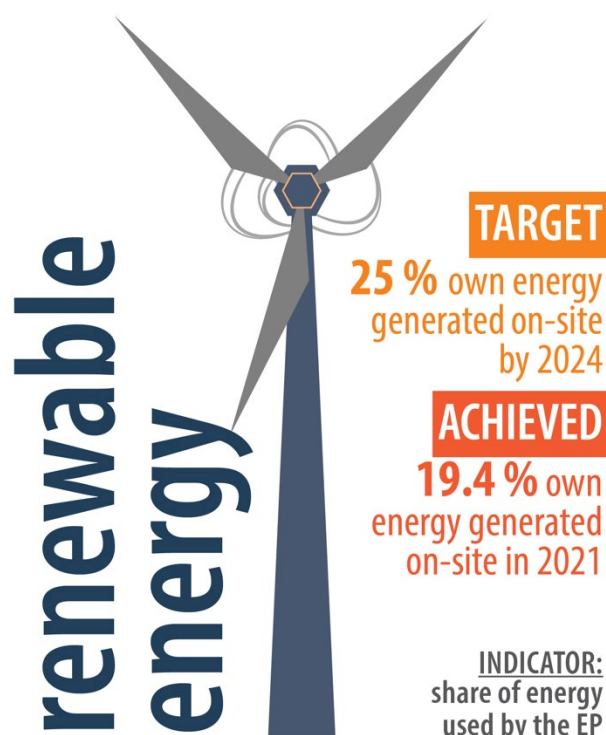 renewable
energy
TARGET
25 % own energy
generated on-site
by 2024
ACHIEVED
19.4 % own
energy generated
on-site in 2021
INDICATOR:
share of energy
used by the EP